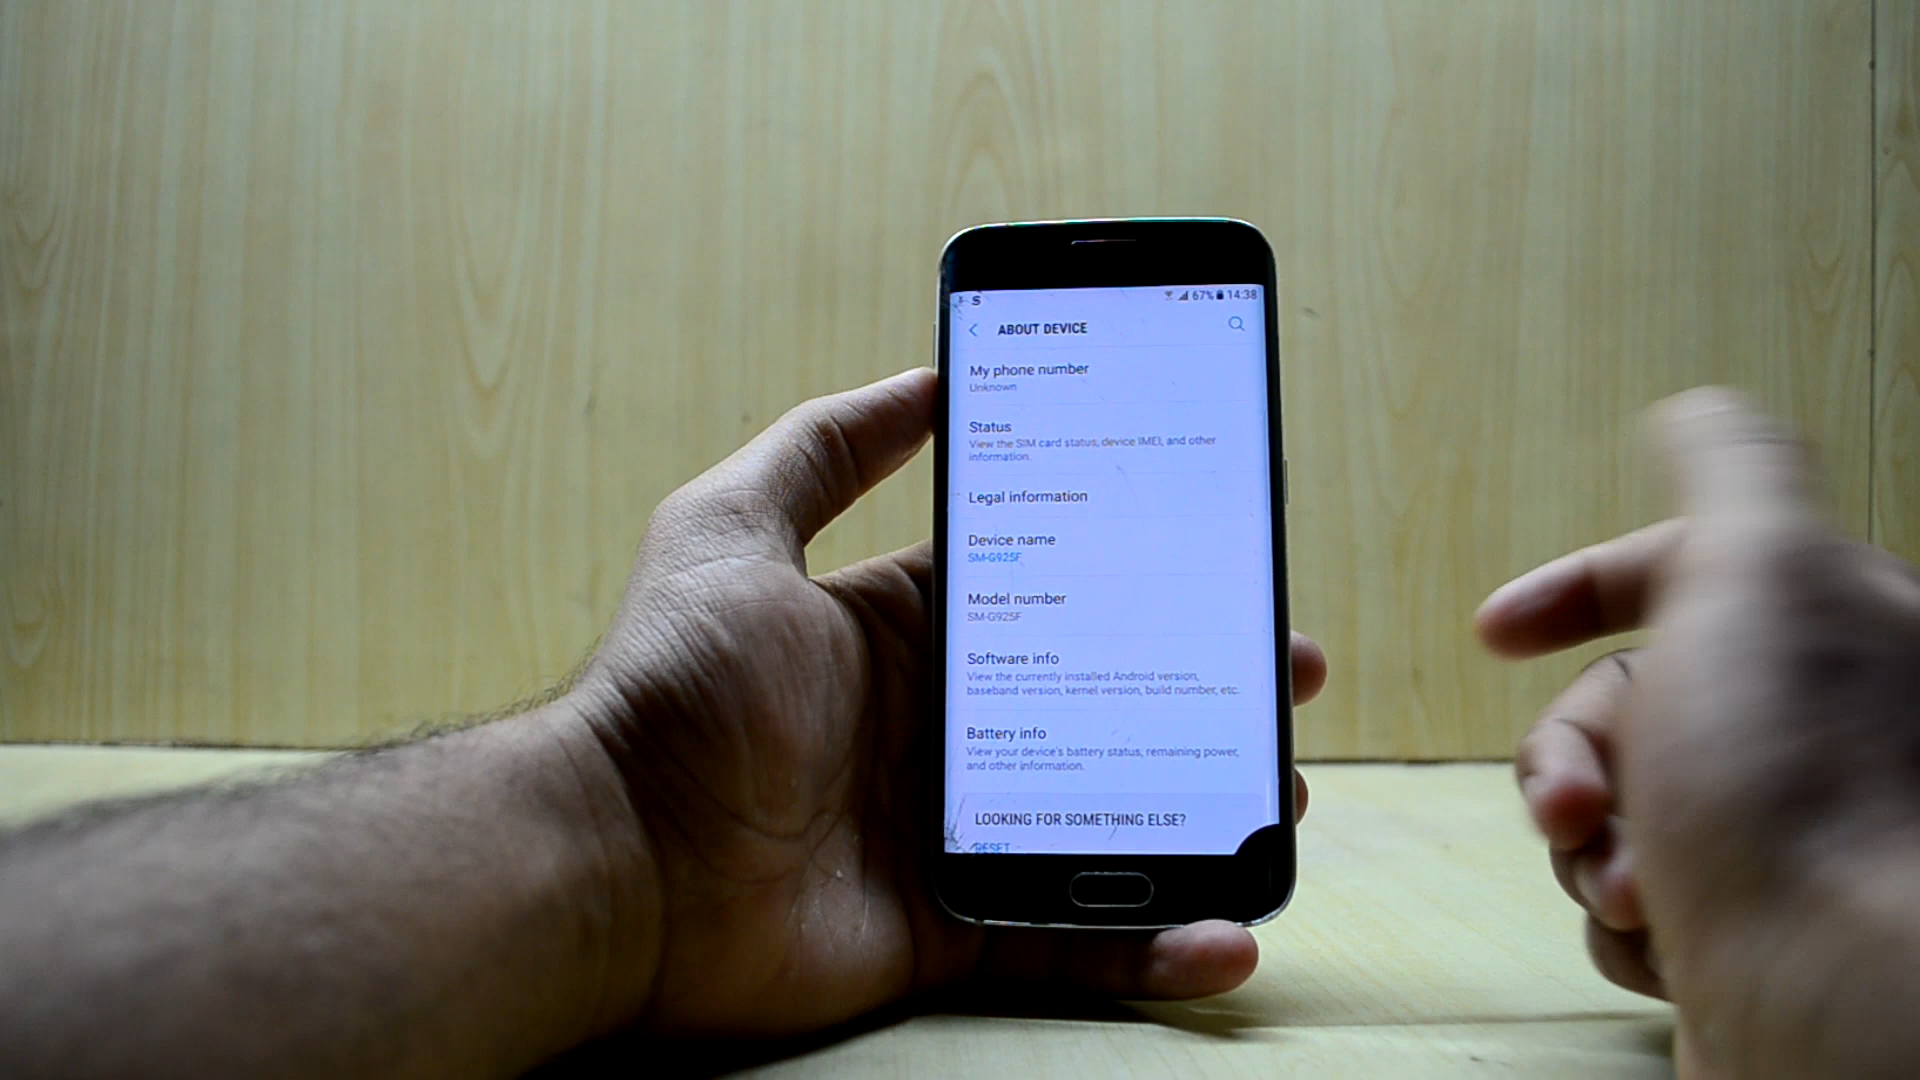 S 67% 14:38
ABOUT DEVICE
My phone number
Unknown
Status
View the SIM card status, device IMEI, and other
information.
Legal information
Device name
SM-G925F
Model number
SM-G925F
Software info
View the currently installed Android version,
baseband version, kernel version, build number, etc.
Battery info
View your device's battery status, remaining power,
and other information.
LOOKING FOR SOMETHING ELSE?
RESET